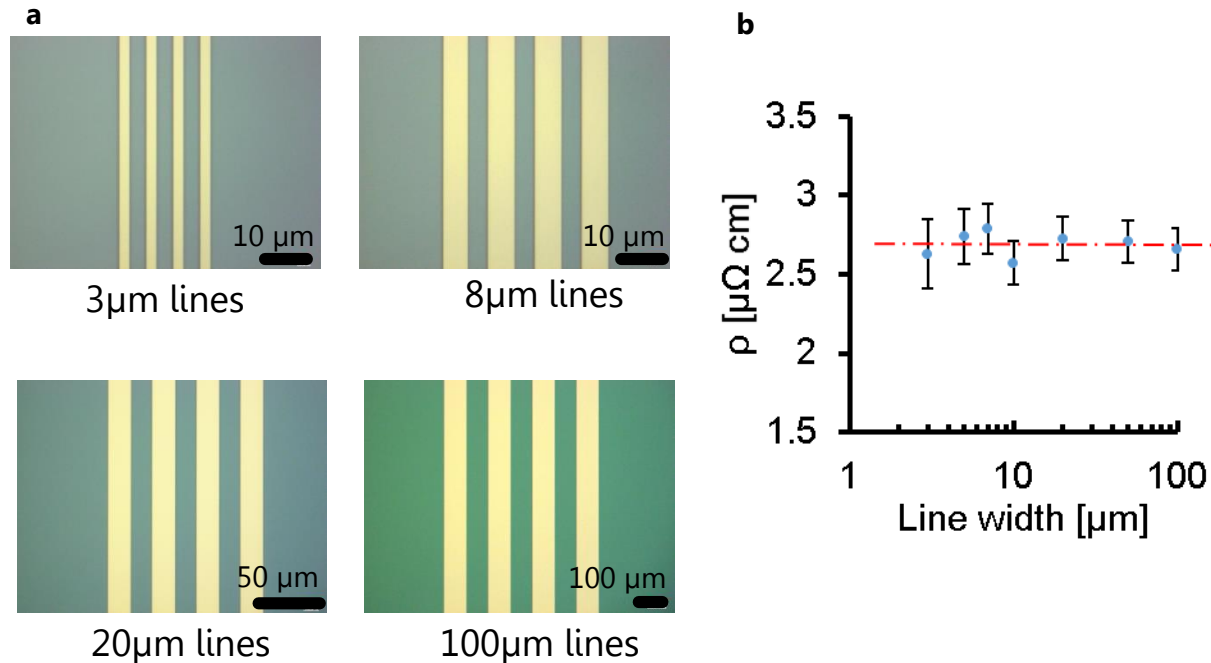 a
10 µm
3µm lines
10 µm
8µm lines
50 µm
20µm lines
100 µm
100µm lines
b
3.5
3
2.5
2
1.5
ρ [µΩ cm]
1
10
100
Line width [µm]